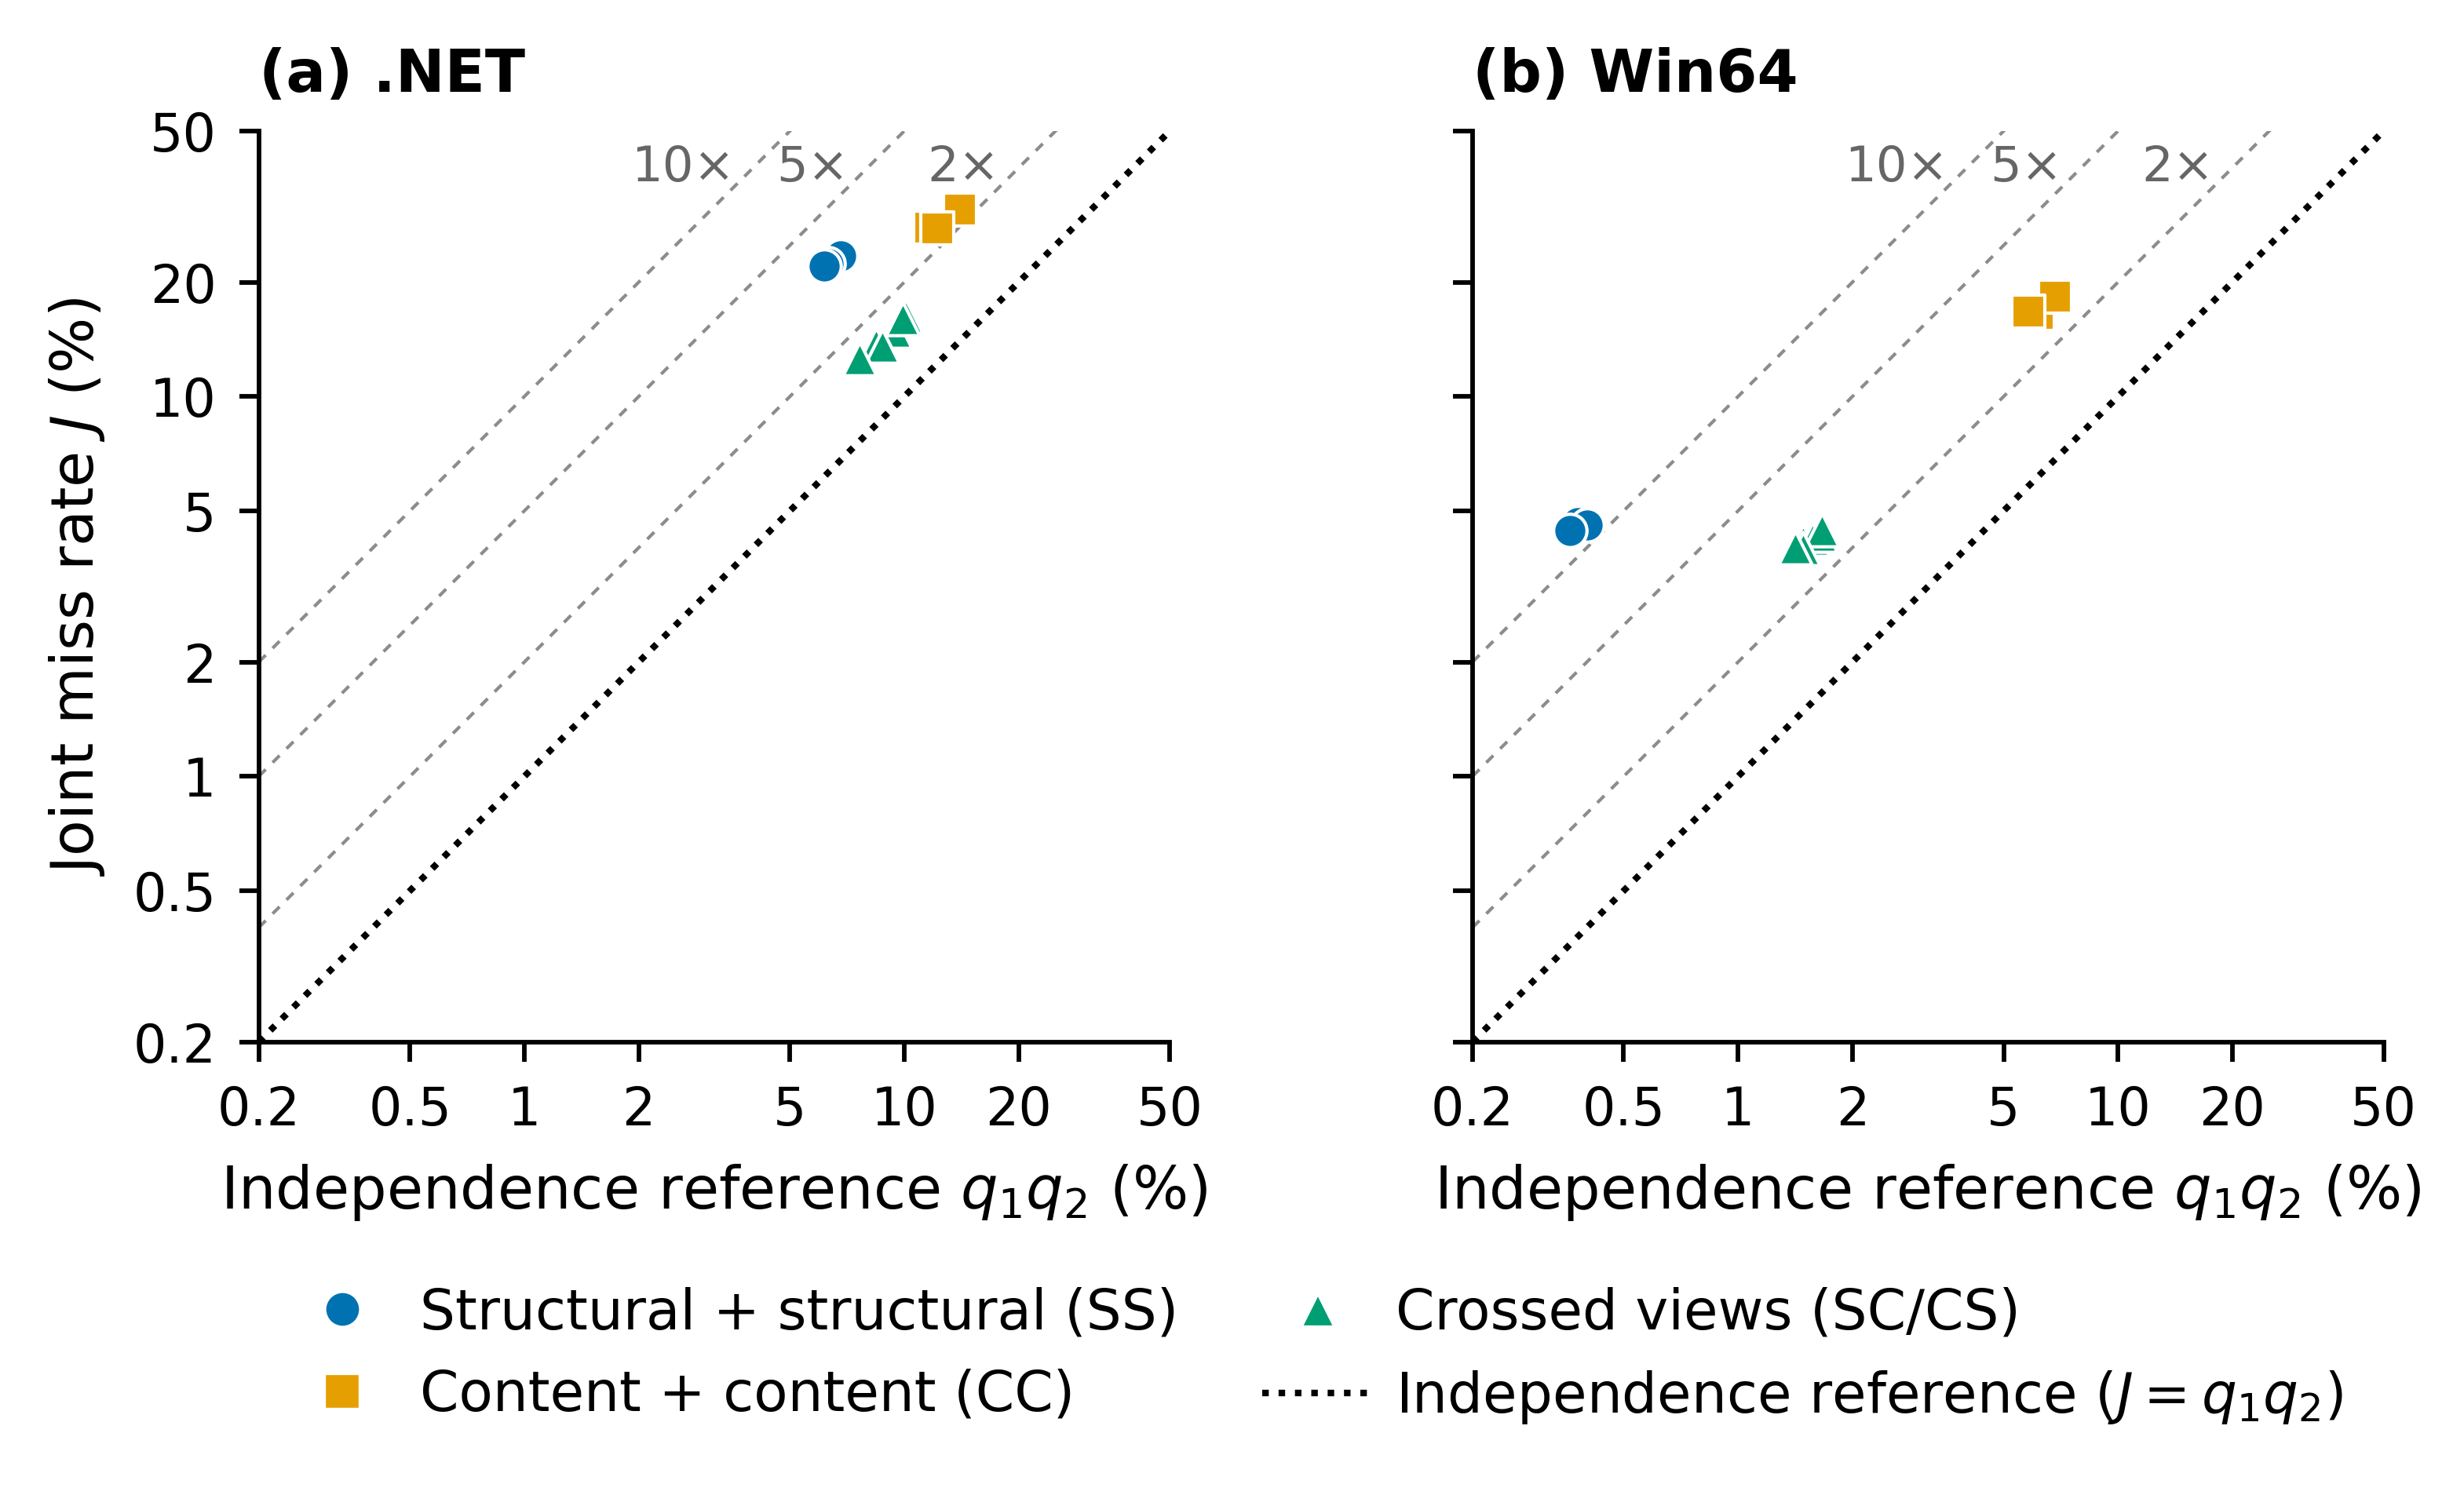 (a) .NET
(b) Win64
10× 5× 2×
10× 5× 2×
50
20
10
5
2
1
0.5
0.2
Joint miss rate J (%)
0.2 0.5 1 2 5 10 20 50
0.2 0.5 1 2 5 10 20 50
Independence reference q₁q₂ (%)
Independence reference q₁q₂ (%)
Structural + structural (SS)
Content + content (CC)
Crossed views (SC/CS)
Independence reference (J = q₁q₂)